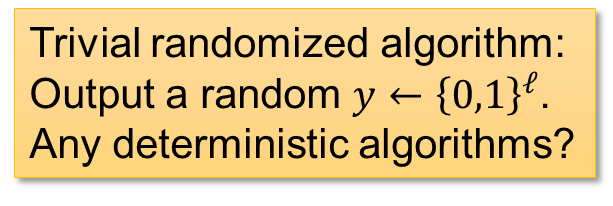 Trivial randomized algorithm:
Output a random 𝑦 ← {0,1}^ℓ.
Any deterministic algorithms?